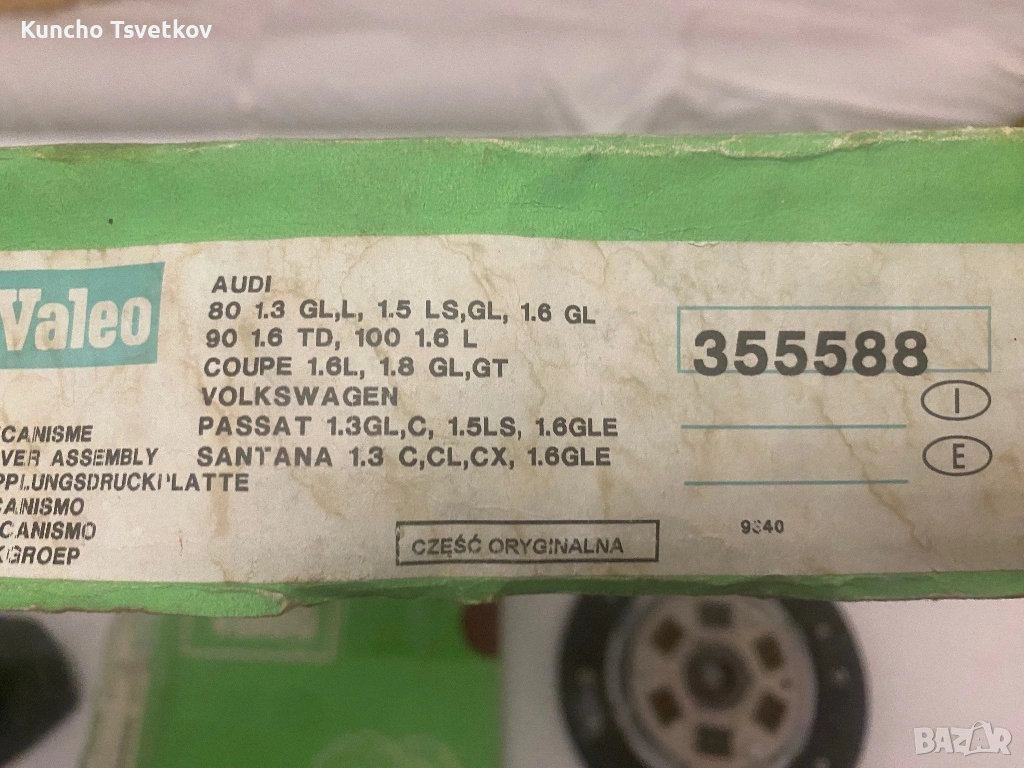 Kuncho Tsvetkov
Valeo
AUDI
80 1.3 GL,L, 1.5 LS,GL, 1.6 GL
90 1.6 TD, 100 1.6 L
COUPE 1.6L, 1.8 GL,GT
VOLKSWAGEN
PASSAT 1.3GL,C, 1.5LS, 1.6GLE
SANTANA 1.3 C,CL,CX, 1.6GLE
355588
I
E
CANISME
VER ASSEMBLY
PPLUNGSDRUCKPLATTE
CANISMO
CANISMO
KGROEP
CZĘŚĆ ORYGINALNA
BAZAR